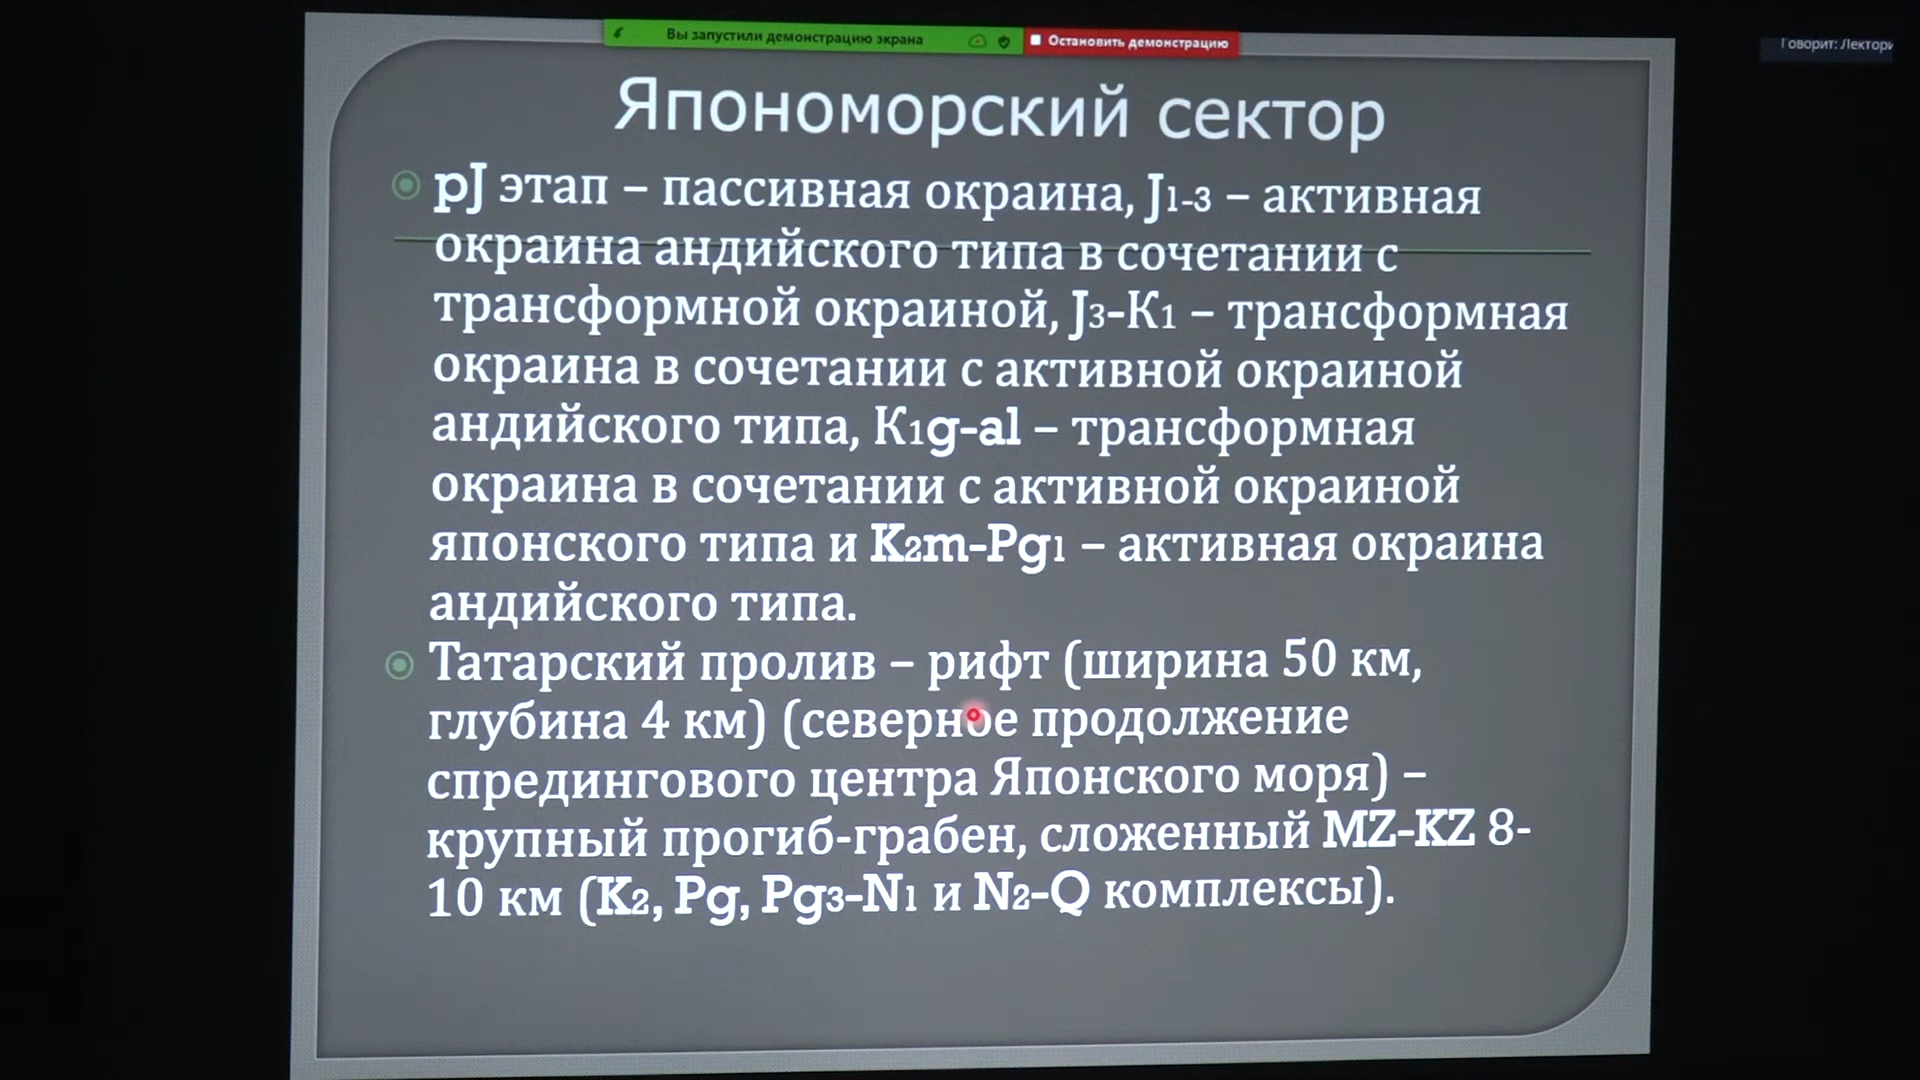 Вы запустили демонстрацию экрана
Остановить демонстрацию
Говорит: Лектори
Япономорский сектор
pJ этап – пассивная окраина, J1-3 – активная
окраина андийского типа в сочетании с
трансформной окраиной, J3-К1 – трансформная
окраина в сочетании с активной окраиной
андийского типа, К1g-al – трансформная
окраина в сочетании с активной окраиной
японского типа и K2m-Pg1 – активная окраина
андийского типа.
Татарский пролив – рифт (ширина 50 км,
глубина 4 км) (северное продолжение
спредингового центра Японского моря) –
крупный прогиб-грабен, сложенный MZ-KZ 8-
10 км (K2, Pg, Pg3-N1 и N2-Q комплексы).